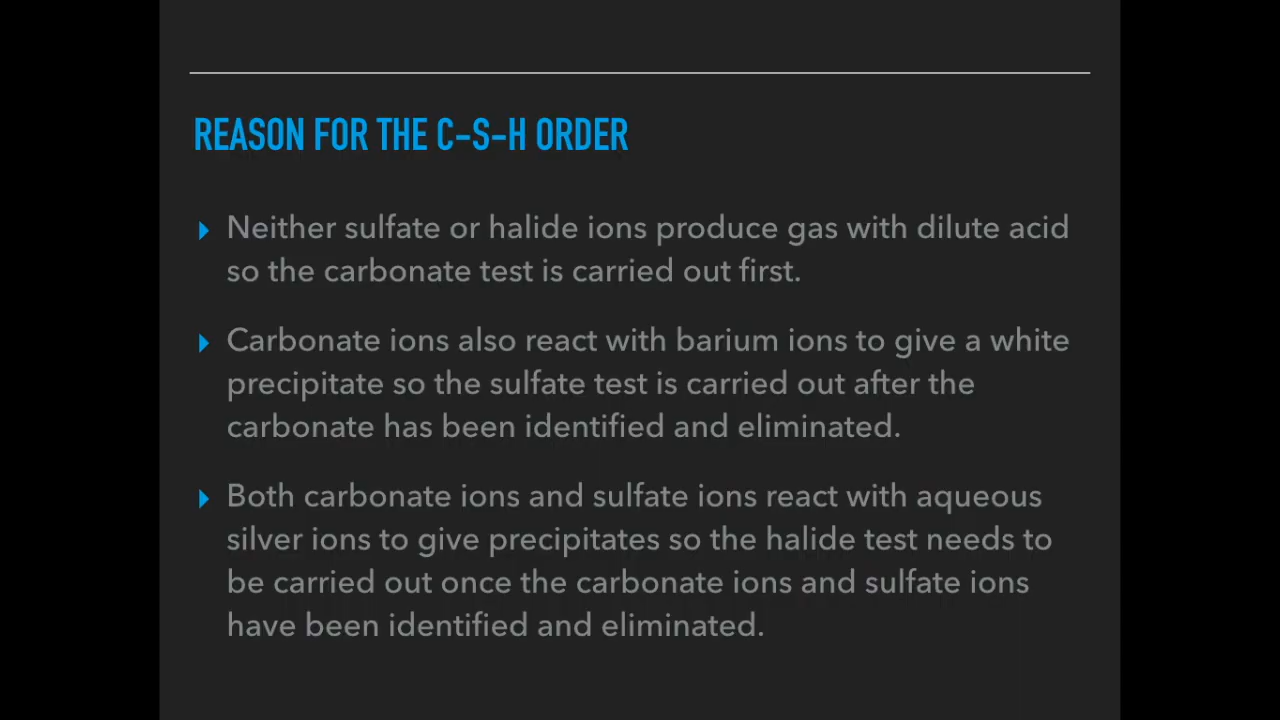 REASON FOR THE C-S-H ORDER
Neither sulfate or halide ions produce gas with dilute acid
so the carbonate test is carried out first.
Carbonate ions also react with barium ions to give a white
precipitate so the sulfate test is carried out after the
carbonate has been identified and eliminated.
Both carbonate ions and sulfate ions react with aqueous
silver ions to give precipitates so the halide test needs to
be carried out once the carbonate ions and sulfate ions
have been identified and eliminated.